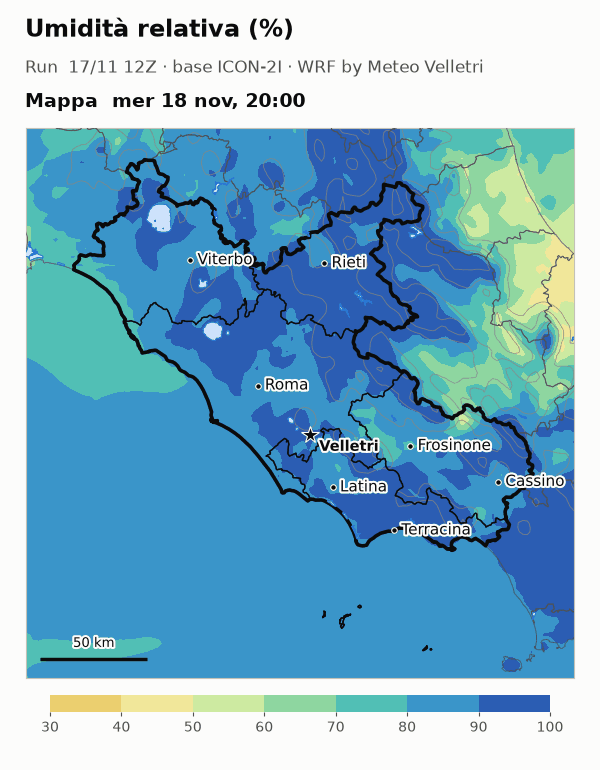 Umidità relativa (%)
Run 17/11 12Z · base ICON-2I · WRF by Meteo Velletri
Mappa mer 18 nov, 20:00
Viterbo
Rieti
Roma
Velletri
Frosinone
Cassino
Latina
Terracina
50 km
30 40 50 60 70 80 90 100